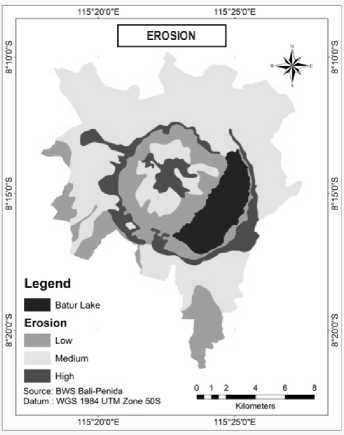 115°20'0"E 115°25'0"E
EROSION
N
8°10'0"S 8°10'0"S
8°15'0"S 8°15'0"S
8°20'0"S 8°20'0"S
Legend
Batur Lake
Erosion
Low
Medium
High
Source: BWS Bali-Penida
Datum : WGS 1984 UTM Zone 50S
0 1 2 4 6 8
Kilometers
115°20'0"E 115°25'0"E